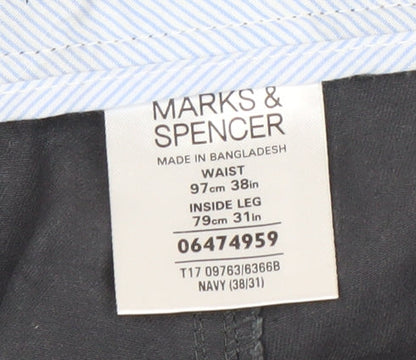 MARKS &
SPENCER
MADE IN BANGLADESH
WAIST
97cm 38in
INSIDE LEG
79cm 31in
06474959
T17 09763/6366B
NAVY (38/31)